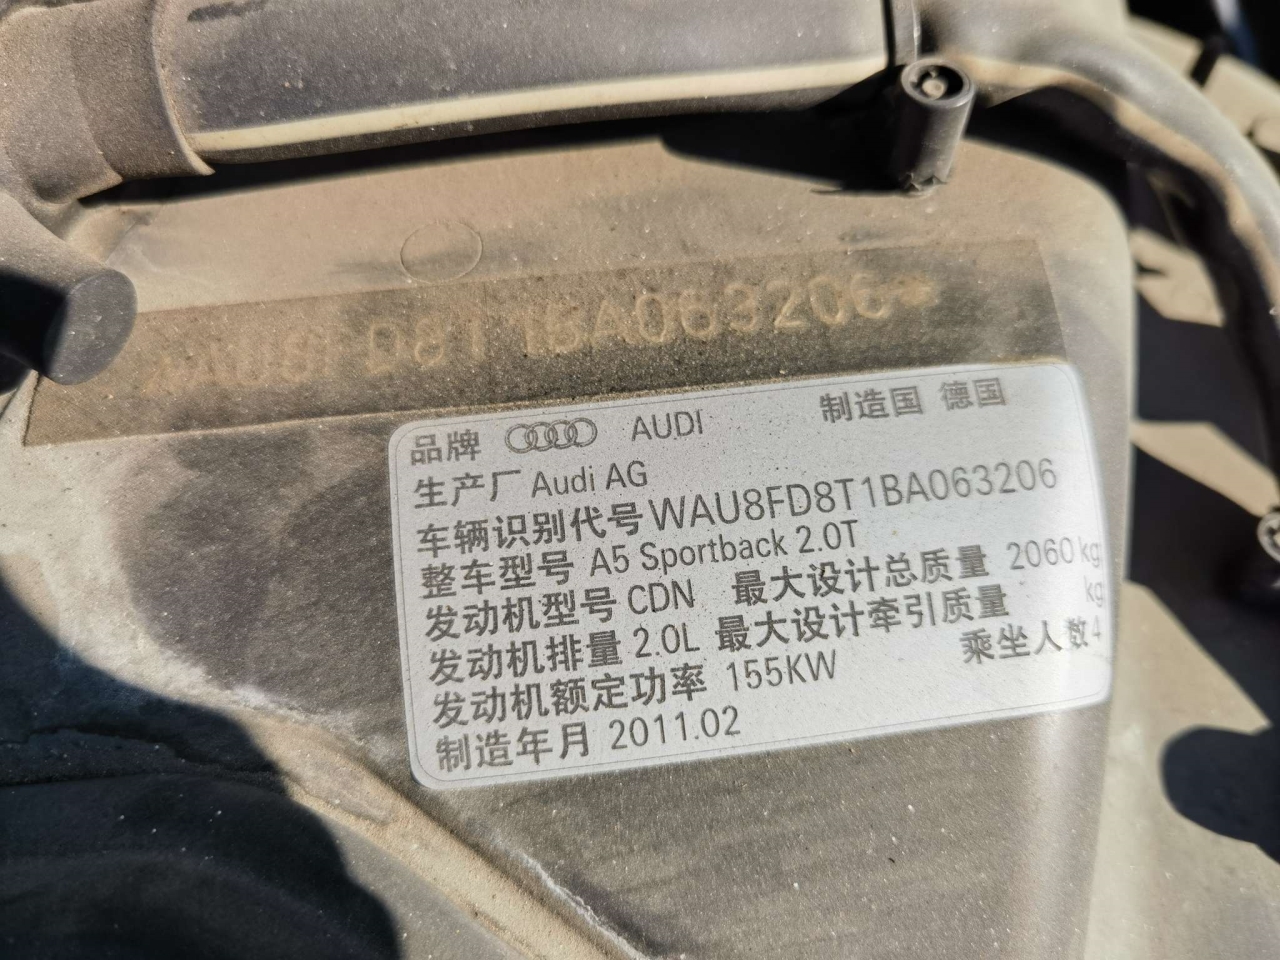 WAU8FD8T1BA063206*
品牌 AUDI 制造国 德国
生产厂 Audi AG
车辆识别代号 WAU8FD8T1BA063206
整车型号 A5 Sportback 2.0T
发动机型号 CDN 最大设计总质量 2060 kg
发动机排量 2.0L 最大设计牵引质量 kg
发动机额定功率 155KW 乘坐人数 4
制造年月 2011.02